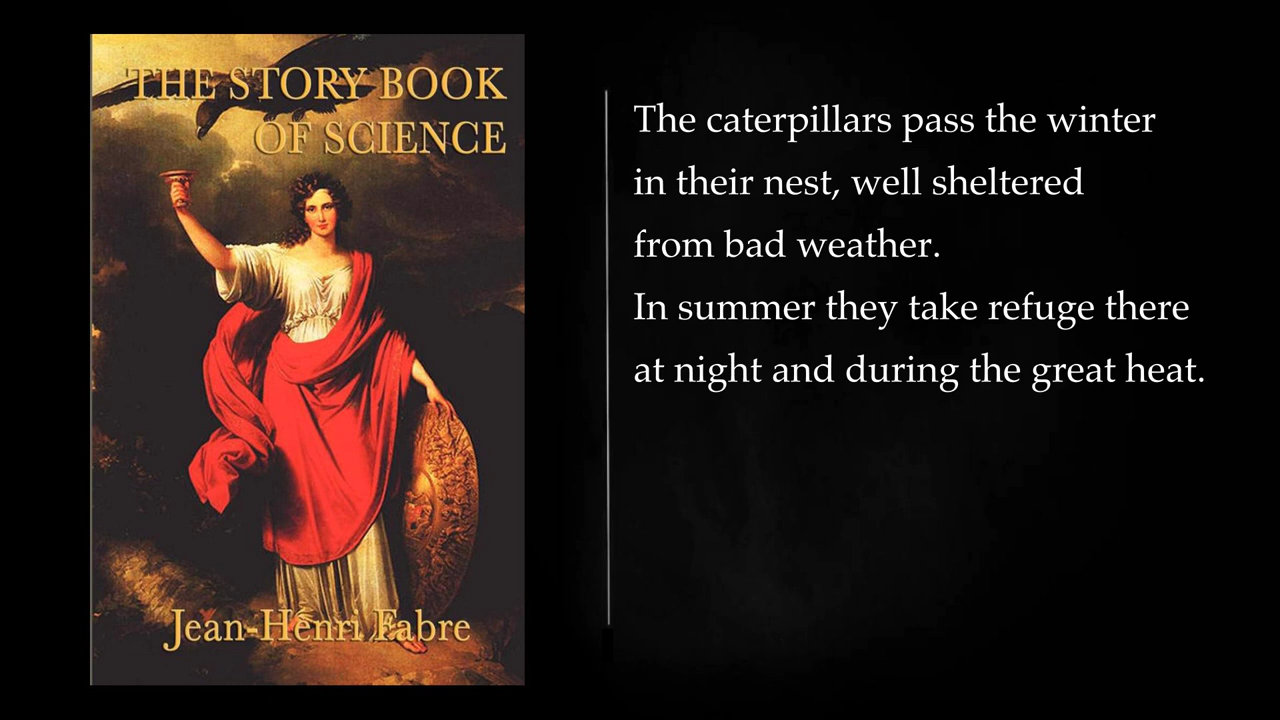 THE STORY BOOK
OF SCIENCE
Jean-Henri Fabre
The caterpillars pass the winter
in their nest, well sheltered
from bad weather.
In summer they take refuge there
at night and during the great heat.